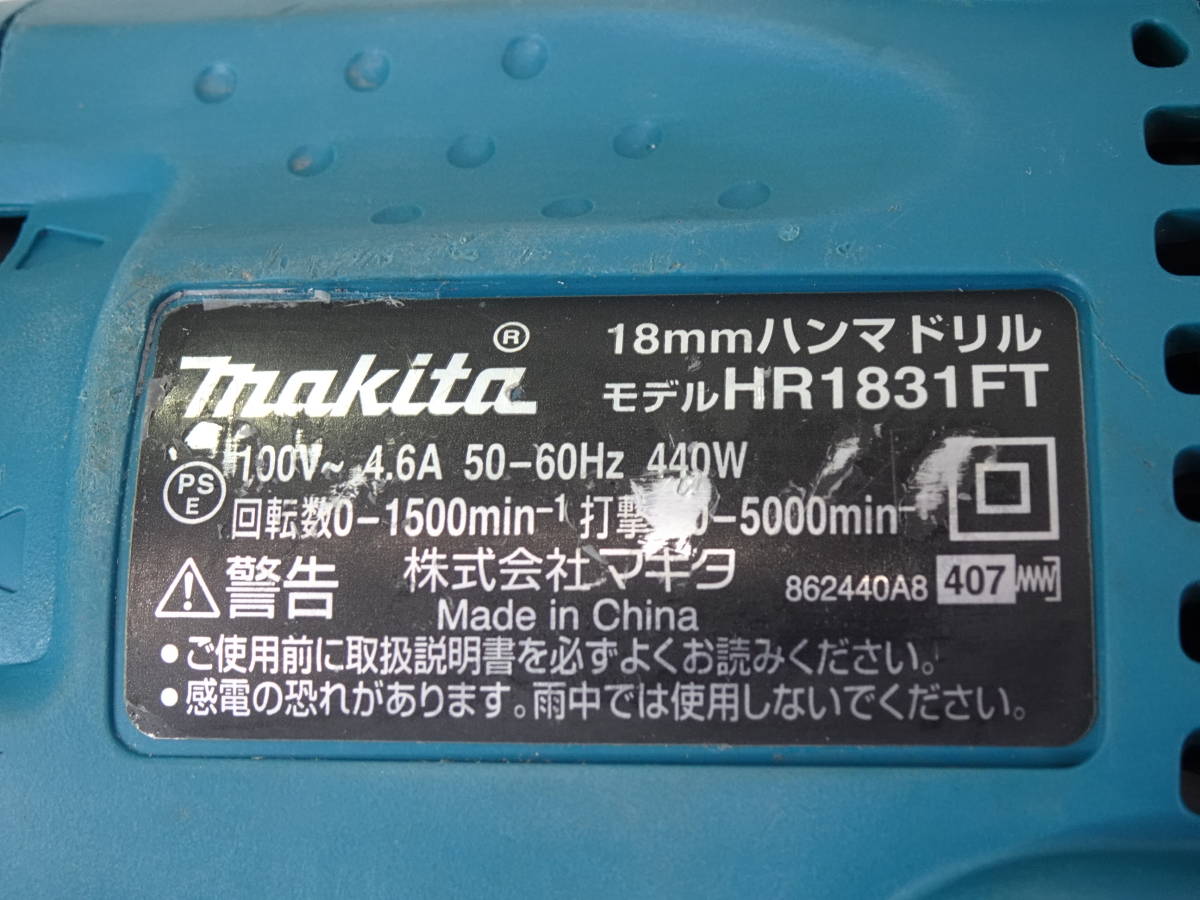 makita®
18mmハンマドリル
モデルHR1831FT
100V~ 4.6A 50-60Hz 440W
PS
E
回転数0-1500min⁻¹ 打撃 0-5000min⁻
警告
株式会社マキタ
Made in China
862440A8 407
•ご使用前に取扱説明書を必ずよくお読みください。
•感電の恐れがあります。雨中では使用しないでください。